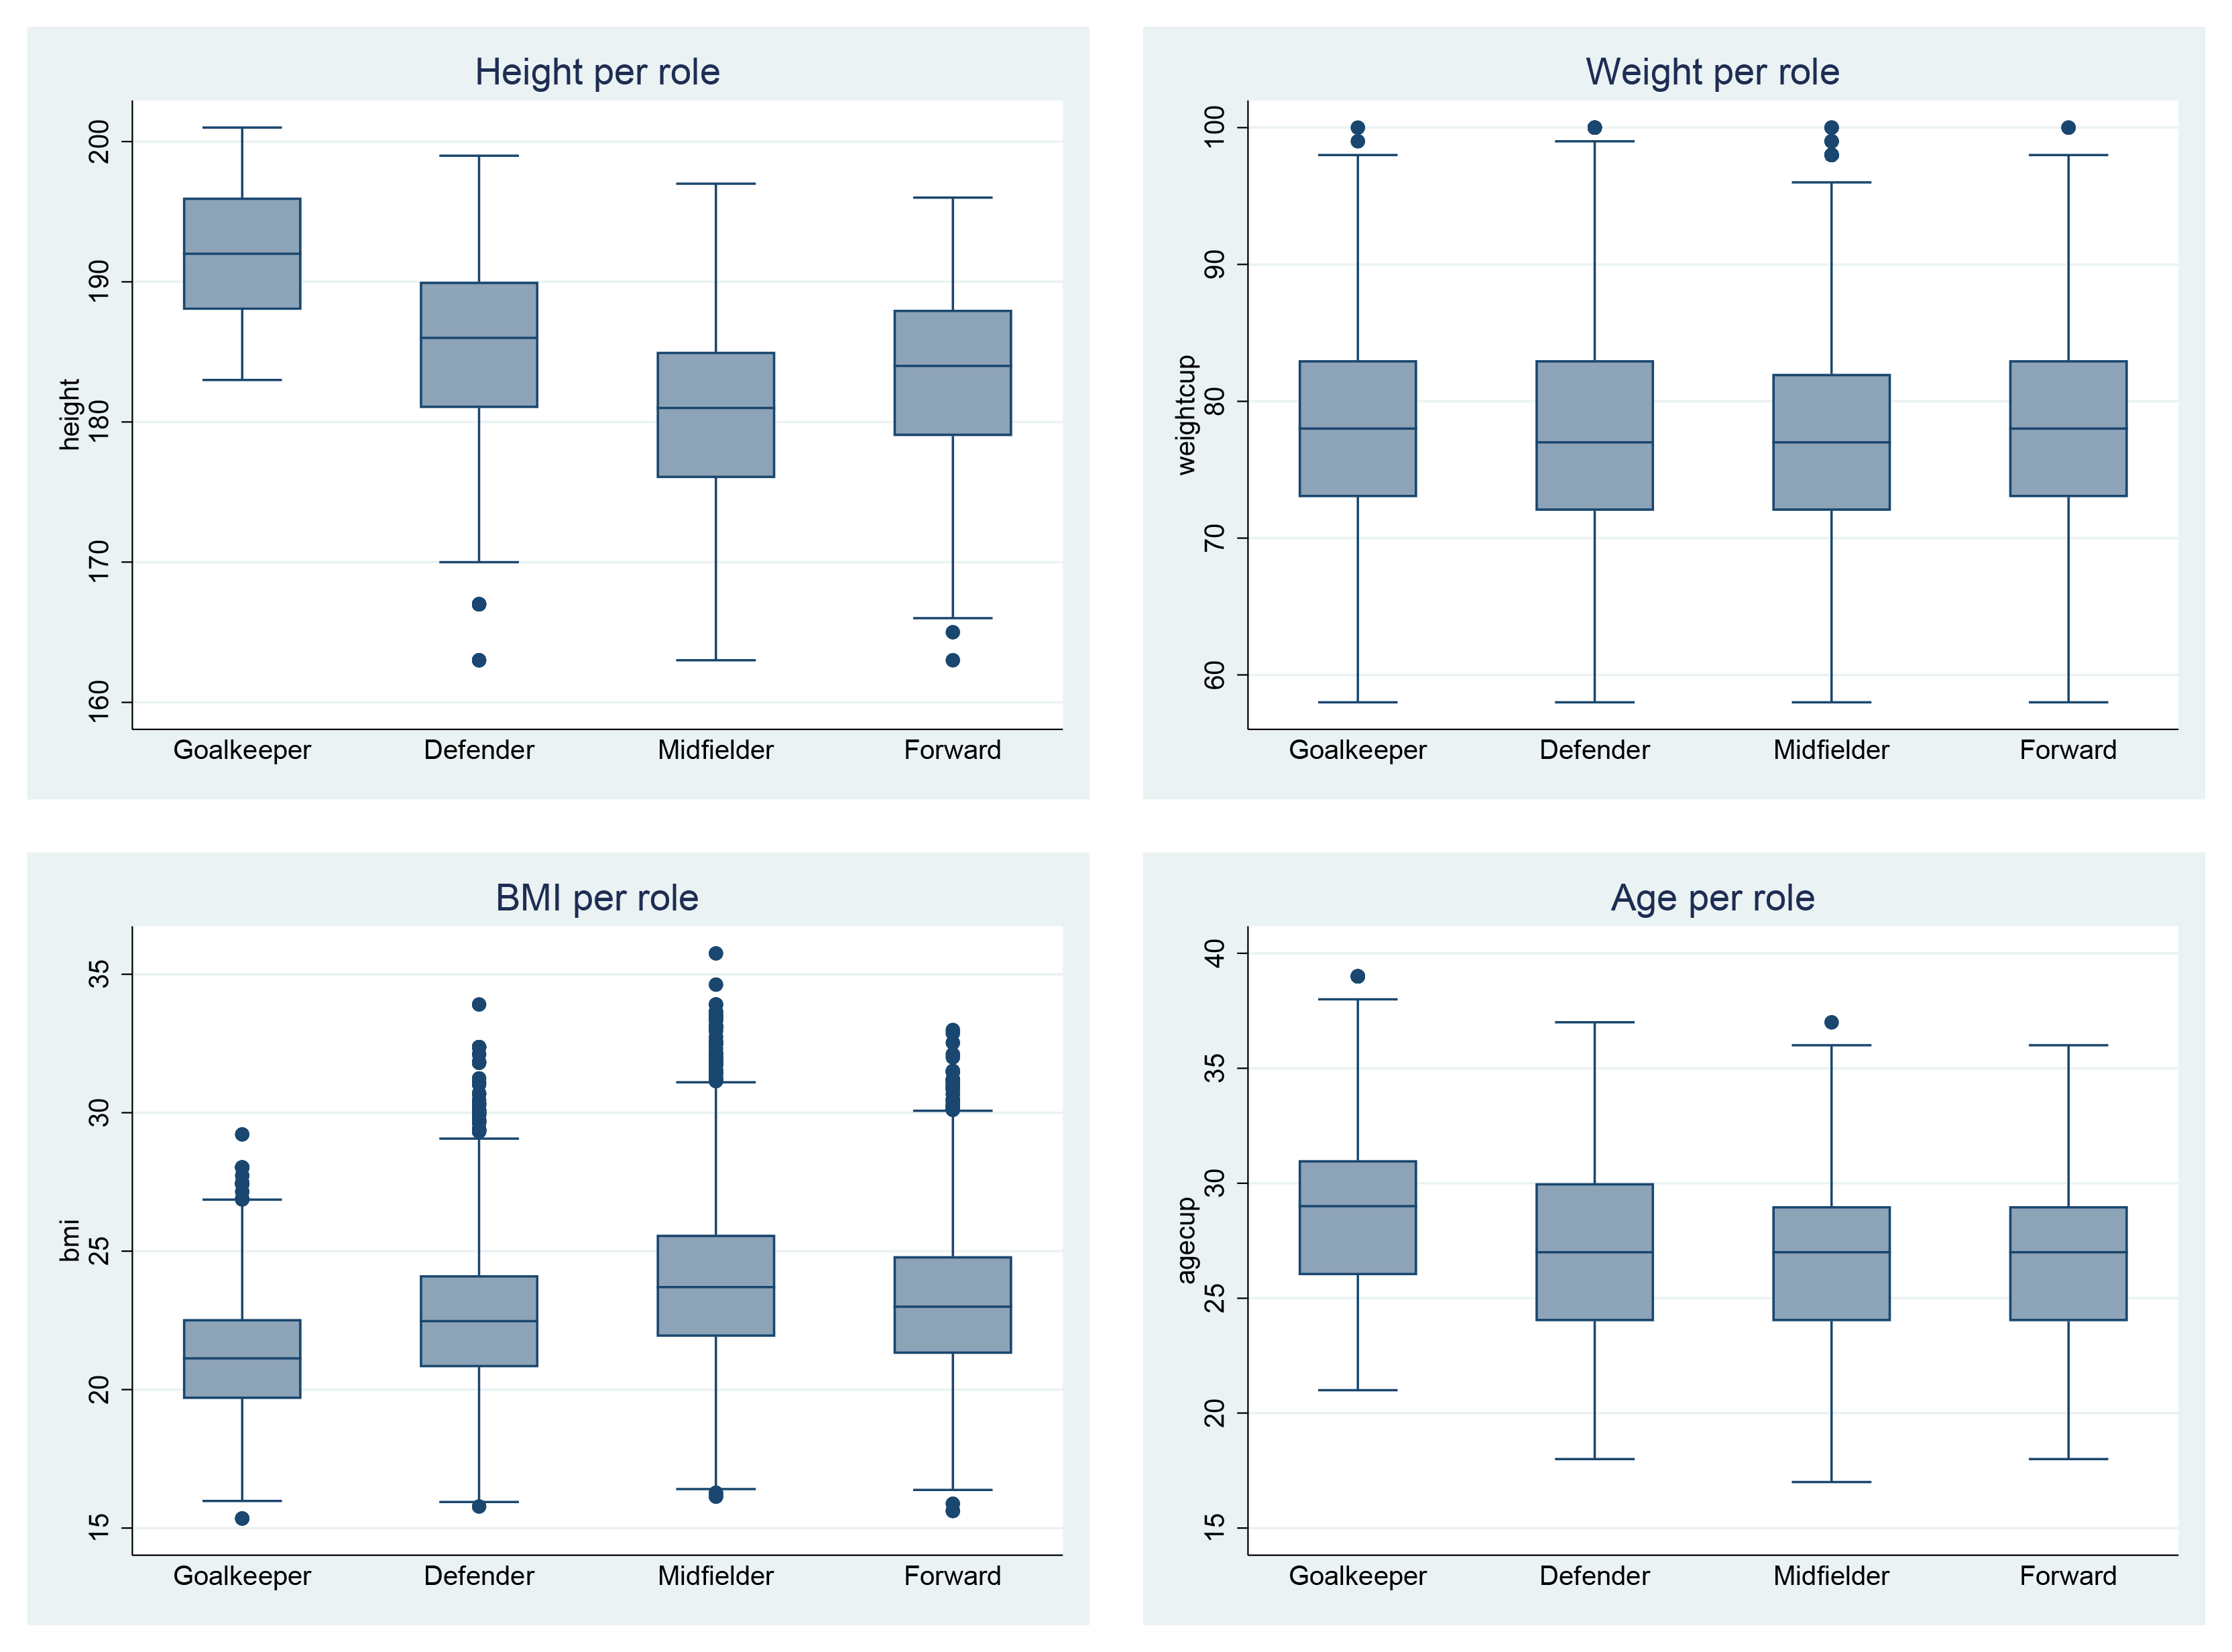 Height per role
height
200
190
180
170
160
Goalkeeper Defender Midfielder Forward
Weight per role
weightcup
100
90
80
70
60
Goalkeeper Defender Midfielder Forward
BMI per role
bmi
35
30
25
20
15
Goalkeeper Defender Midfielder Forward
Age per role
agecup
40
35
30
25
20
15
Goalkeeper Defender Midfielder Forward